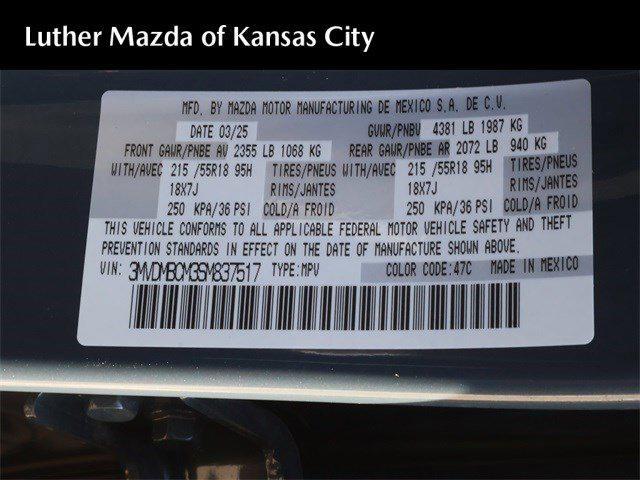 Luther Mazda of Kansas City
MFD. BY MAZDA MOTOR MANUFACTURING DE MEXICO S.A. DE C.V.
DATE 03/25 GVWR/PNBV 4381 LB 1987 KG
FRONT GAWR/PNBE AV 2355 LB 1068 KG REAR GAWR/PNBE AR 2072 LB 940 KG
WITH/AVEC 215 /55R18 95H TIRES/PNEUS WITH/AVEC 215 /55R18 95H TIRES/PNEUS
18X7J RIMS/JANTES 18X7J RIMS/JANTES
250 KPA/36 PSI COLD/A FROID 250 KPA/36 PSI COLD/A FROID
THIS VEHICLE CONFORMS TO ALL APPLICABLE FEDERAL MOTOR VEHICLE SAFETY AND THEFT
PREVENTION STANDARDS IN EFFECT ON THE DATE OF MANUFACTURE SHOWN ABOVE.
VIN: 3MVDMBCM3SM837517 TYPE:MPV COLOR CODE:47C MADE IN MEXICO